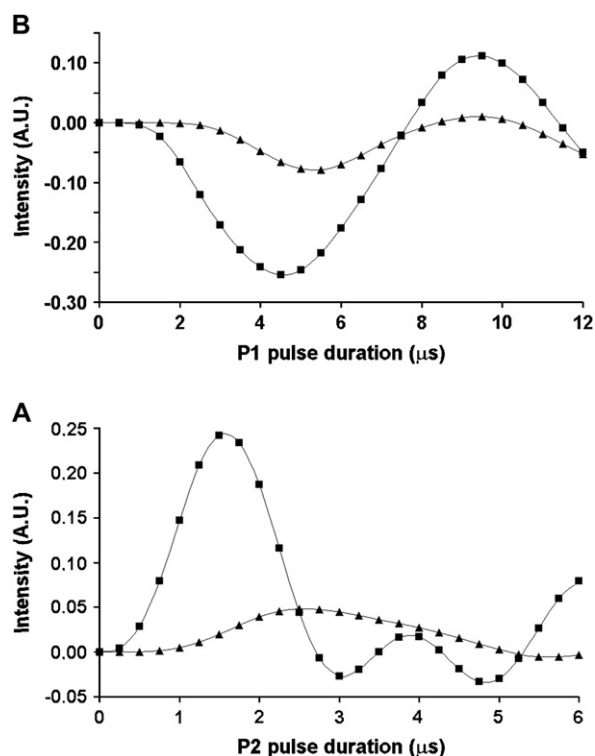 B
Intensity (A.U.)
0.10
0.00
-0.10
-0.20
-0.30
0 2 4 6 8 10 12
P1 pulse duration (μs)
A
Intensity (A.U.)
0.25
0.20
0.15
0.10
0.05
0.00
-0.05
0 1 2 3 4 5 6
P2 pulse duration (μs)